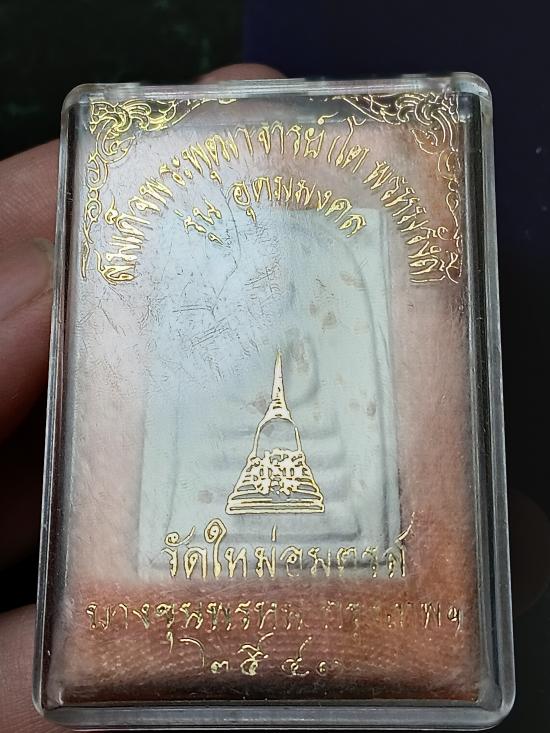 สมเด็จพระพุฒาจารย์(โต พรหมรังสี)
รุ่น อุดมมงคล
วัดใหม่อมตรส
บางขุนพรหม กรุงเทพฯ